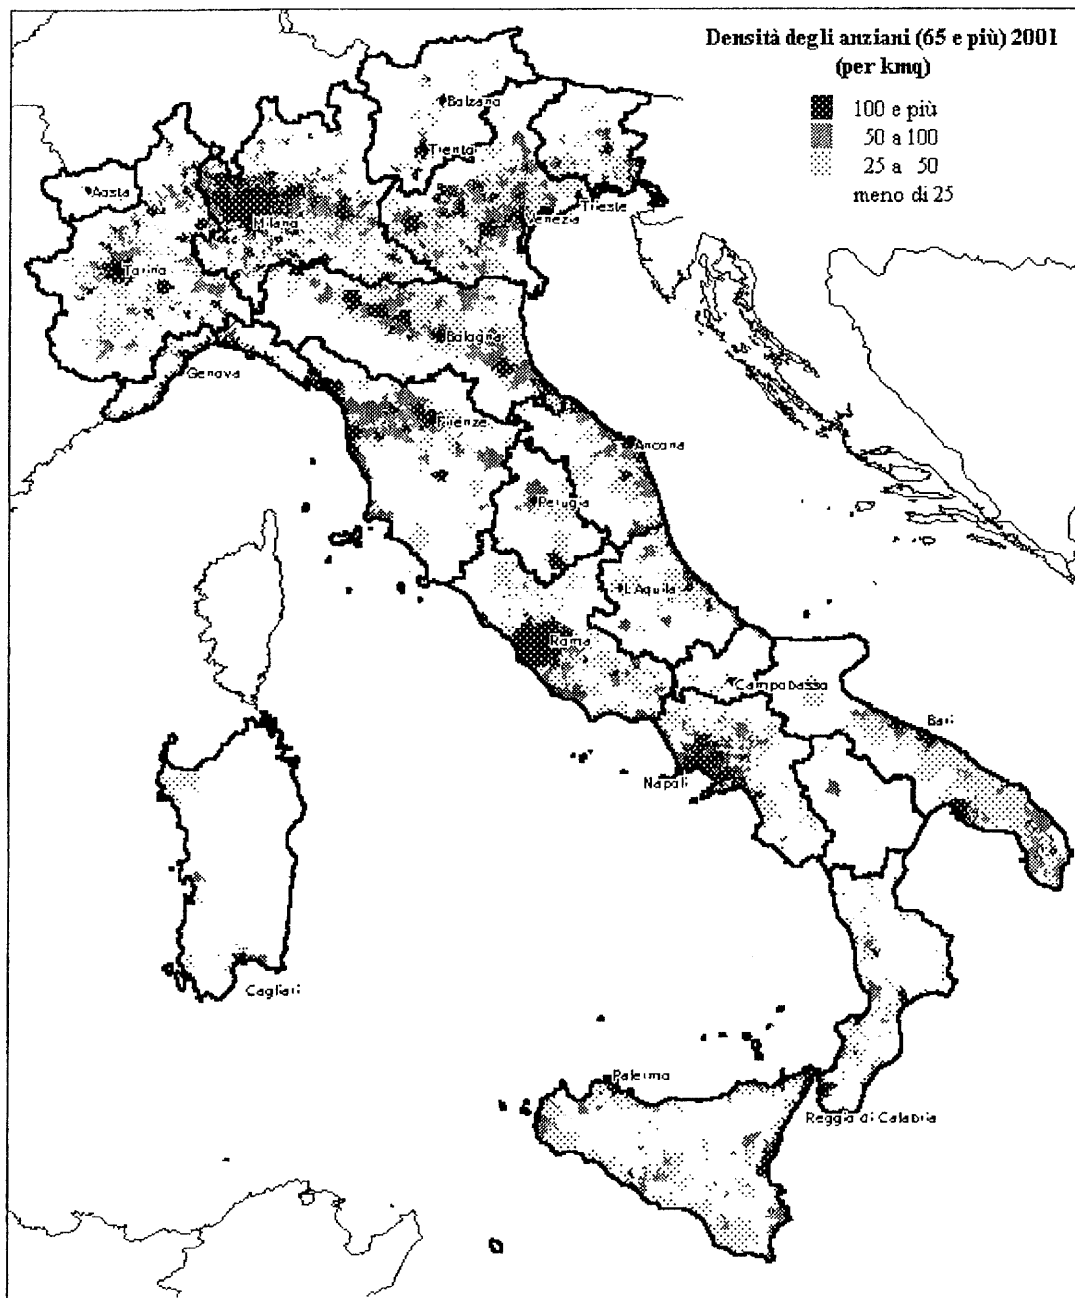 Densità degli anziani (65 e più) 2001
(per kmq)
100 e più
50 a 100
25 a 50
meno di 25
Balzano
Trento
Aosta
Trieste
Venezia
Milano
Torino
Bologna
Genova
Firenze
Ancona
Perugia
L'Aquila
Roma
Campobasso
Bari
Napoli
Cagliari
Palermo
Reggio di Calabria